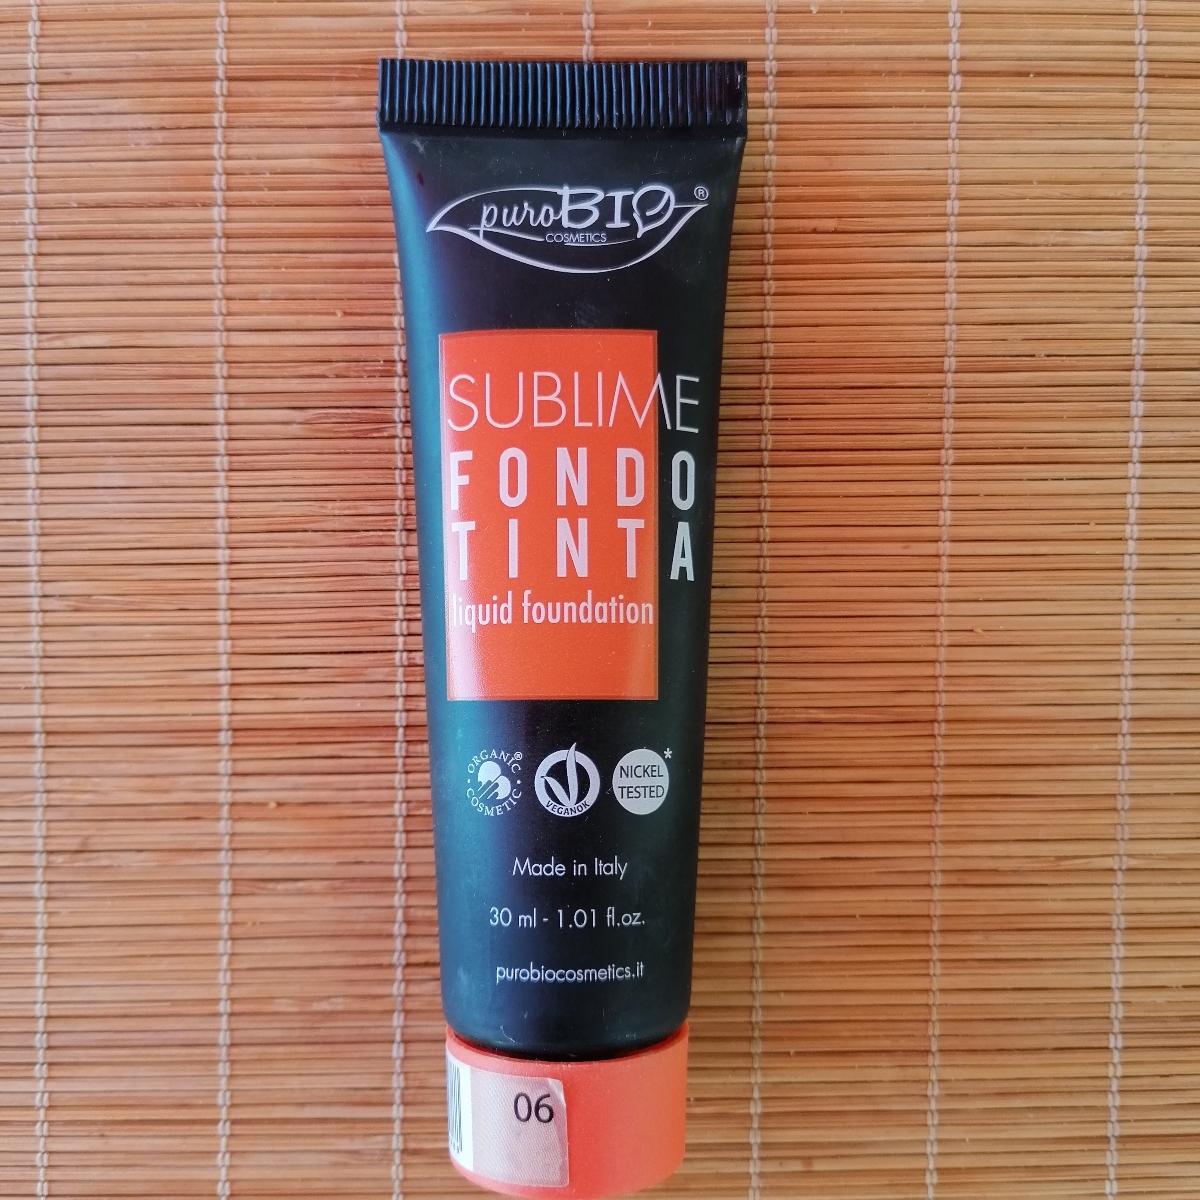 puroBIO®
COSMETICS
SUBLIME
FONDO
TINTA
liquid foundation
ORGANIC®
COSMETIC
VEGANOK
NICKEL*
TESTED
Made in Italy
30 ml - 1.01 fl.oz.
purobiocosmetics.it
06